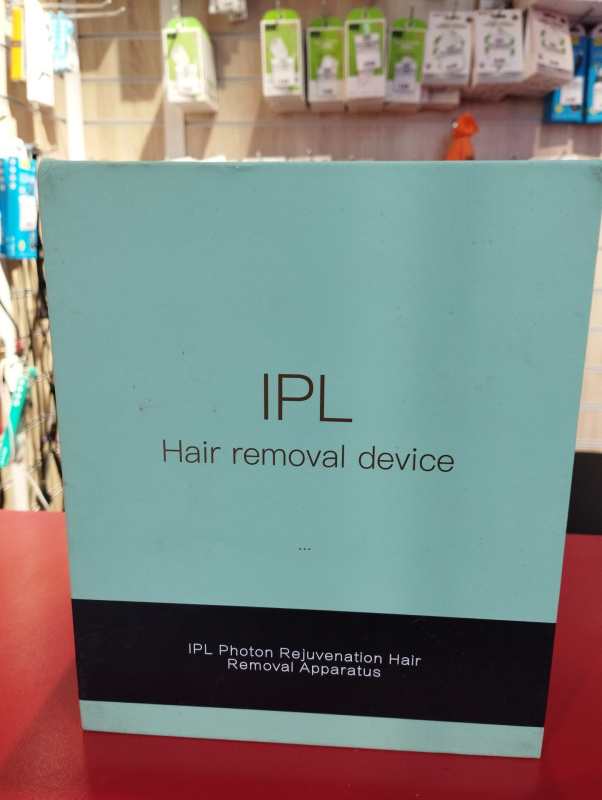 IPL
Hair removal device
...
IPL Photon Rejuvenation Hair
Removal Apparatus